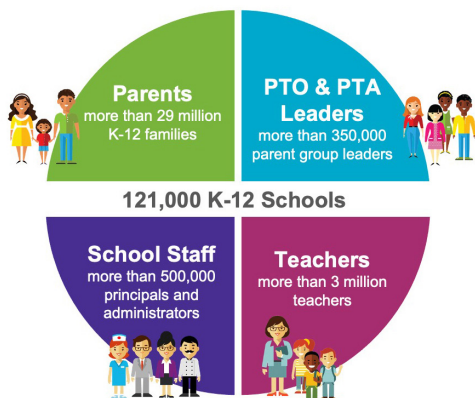 Parents
more than 29 million
K-12 families
PTO & PTA
Leaders
more than 350,000
parent group leaders
121,000 K-12 Schools
School Staff
more than 500,000
principals and
administrators
Teachers
more than 3 million
teachers